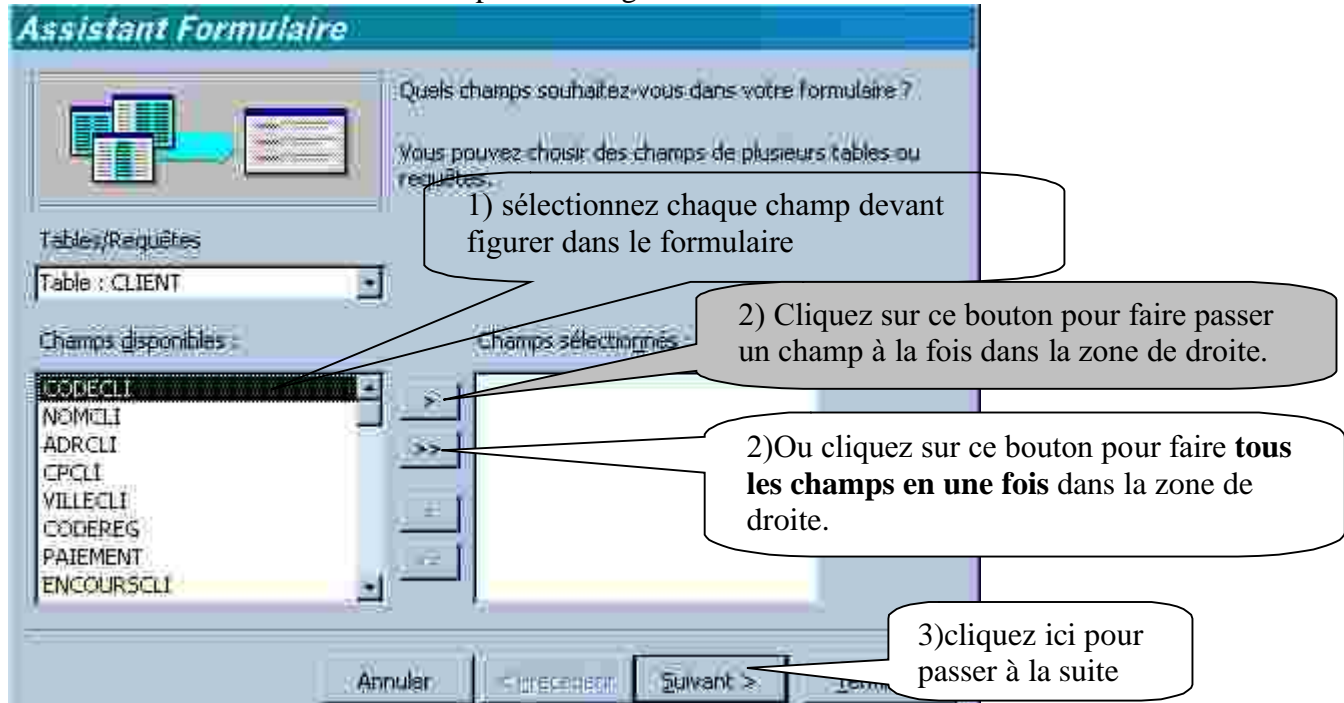 Assistant Formulaire
Quels champs souhaitez-vous dans votre formulaire ?
Vous pouvez choisir des champs de plusieurs tables ou
requêtes.
1) sélectionnez chaque champ devant
figurer dans le formulaire
Tables/Requêtes
Table : CLIENT
2) Cliquez sur ce bouton pour faire passer
un champ à la fois dans la zone de droite.
Champs disponibles :
Champs sélectionnés :
CODECLI
NOMCLI
ADRCLI
CPCLI
VILLECLI
CODEREG
PAIEMENT
ENCOURSCLI
>
>>
2)Ou cliquez sur ce bouton pour faire tous
les champs en une fois dans la zone de
droite.
3)cliquez ici pour
passer à la suite
Annuler
Suivant >